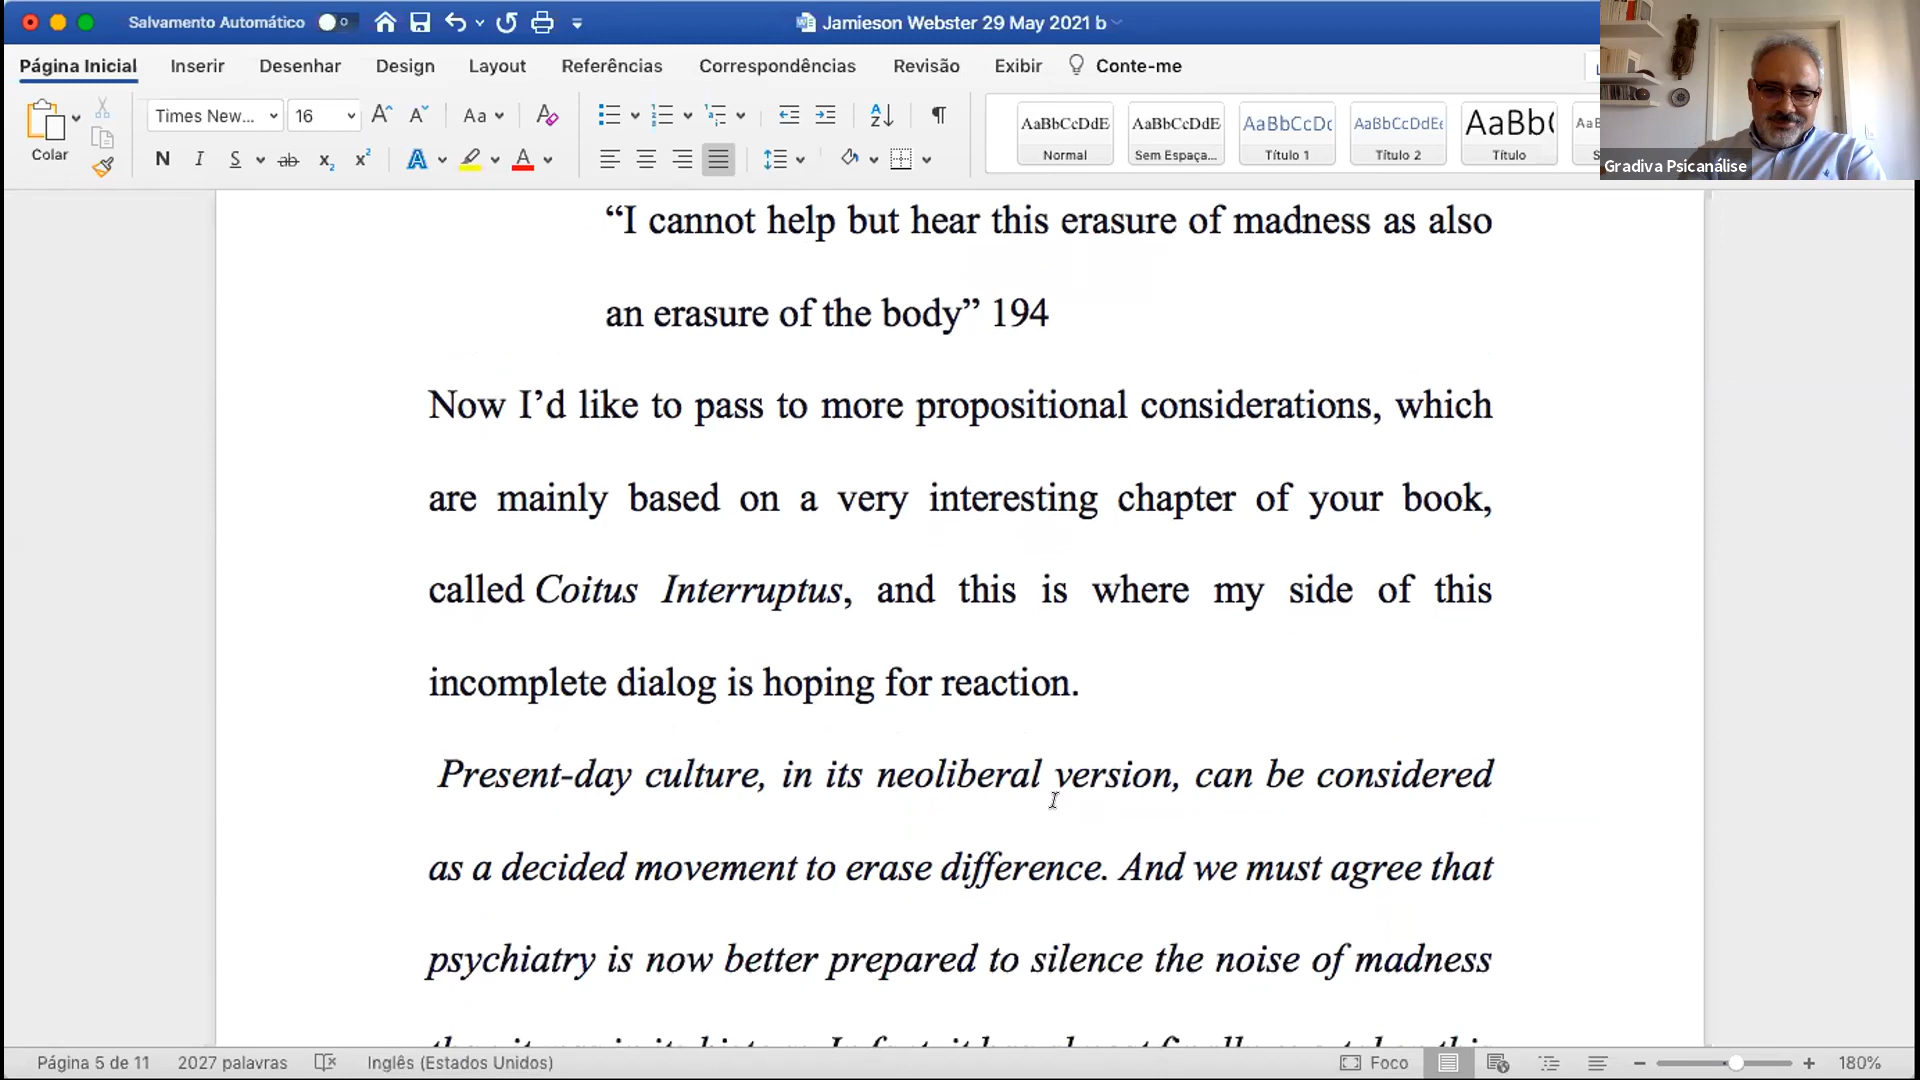 Salvamento Automático
Jamieson Webster 29 May 2021 b
Página Inicial Inserir Desenhar Design Layout Referências Correspondências Revisão Exibir Conte-me
Times New... 16 Aa
Colar
N I S ab x₂ x² A A
AaBbCcDdE AaBbCcDdE AaBbCcDc AaBbCcDdEe AaBb( AaB
Normal Sem Espaça... Título 1 Título 2 Título S
Gradiva Psicanálise
“I cannot help but hear this erasure of madness as also
an erasure of the body” 194
Now I’d like to pass to more propositional considerations, which
are mainly based on a very interesting chapter of your book,
called Coitus Interruptus, and this is where my side of this
incomplete dialog is hoping for reaction.
Present-day culture, in its neoliberal version, can be considered
as a decided movement to erase difference. And we must agree that
psychiatry is now better prepared to silence the noise of madness
Página 5 de 11 2027 palavras Inglês (Estados Unidos) Foco 180%